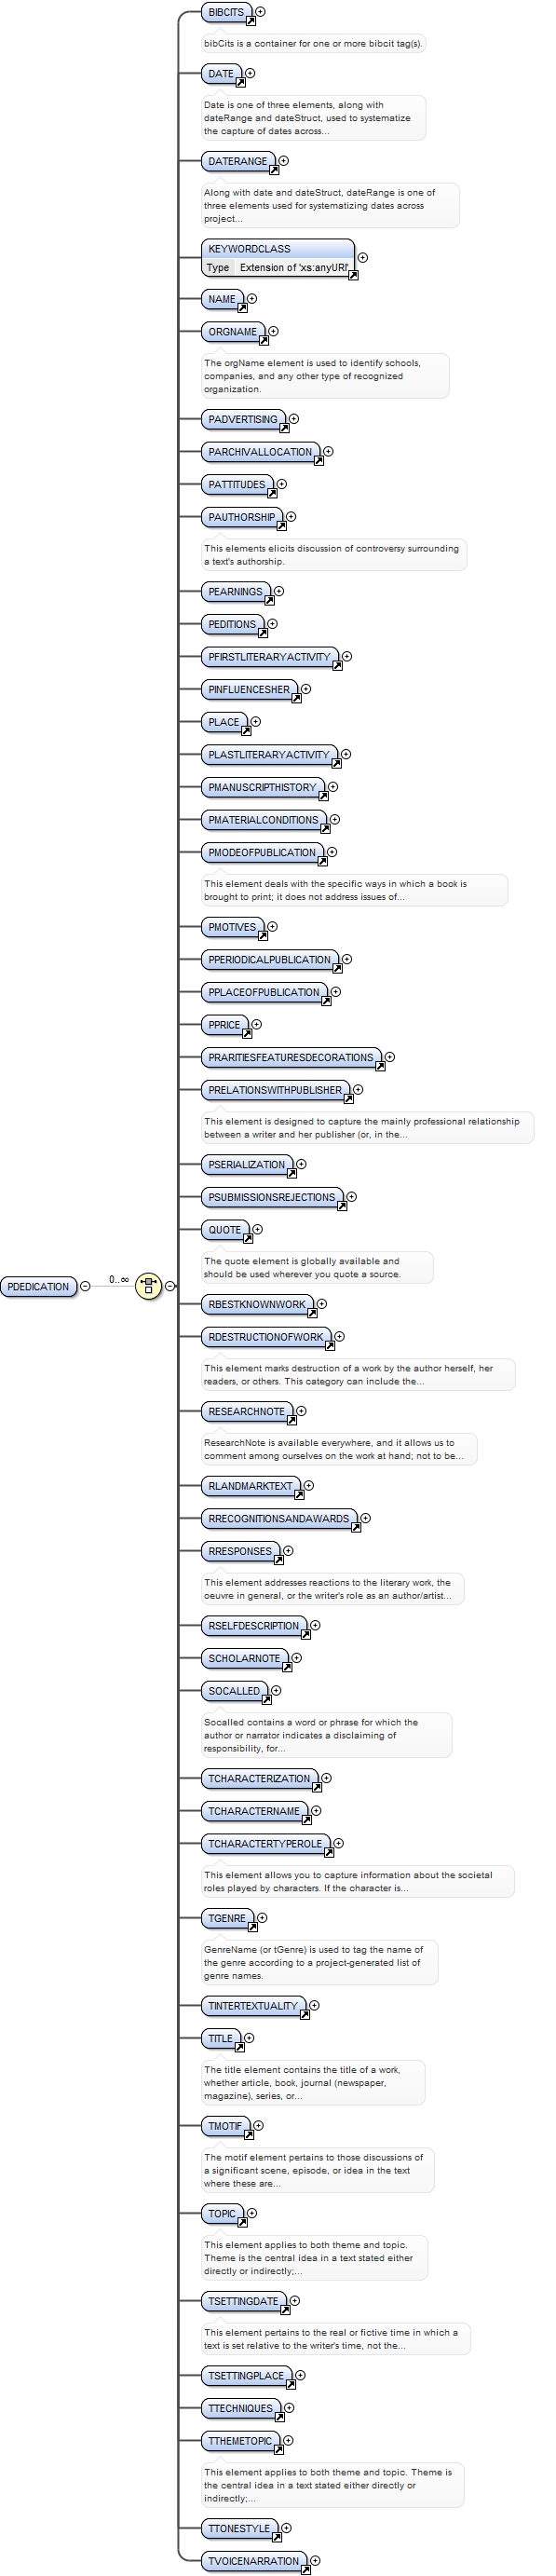 BIBCITS
bibCits is a container for one or more bibcit tag(s).
DATE
Date is one of three elements, along with
dateRange and dateStruct, used to systematize
the capture of dates across...
DATERANGE
Along with date and dateStruct, dateRange is one of
three elements used for systematizing dates across
project...
KEYWORDCLASS
Type Extension of 'xs:anyURI'
NAME
ORGNAME
The orgName element is used to identify schools,
companies, and any other type of recognized
organization.
PADVERTISING
PARCHIVALLOCATION
PATTITUDES
PAUTHORSHIP
This elements elicits discussion of controversy surrounding
a text's authorship.
PEARNINGS
PEDITIONS
PFIRSTLITERARYACTIVITY
PINFLUENCESHER
PLACE
PLASTLITERARYACTIVITY
PMANUSCRIPTHISTORY
PMATERIALCONDITIONS
PMODEOFPUBLICATION
This element deals with the specific ways in which a book is
brought to print; it does not address issues of...
PMOTIVES
PPERIODICALPUBLICATION
PPLACEOFPUBLICATION
PPRICE
PRARITIESFEATURESDECORATIONS
PRELATIONSWITHPUBLISHER
This element is designed to capture the mainly professional relationship
between a writer and her publisher (or, in the...
PSERIALIZATION
PSUBMISSIONSREJECTIONS
QUOTE
The quote element is globally available and
should be used wherever you quote a source.
PDEDICATION 0..∞
RBESTKNOWNWORK
RDESTRUCTIONOFWORK
This element marks destruction of a work by the author herself, her
readers, or others. This category can include the...
RESEARCHNOTE
ResearchNote is available everywhere, and it allows us to
comment among ourselves on the work at hand; not to be...
RLANDMARKTEXT
RRECOGNITIONSANDAWARDS
RRESPONSES
This element addresses reactions to the literary work, the
oeuvre in general, or the writer's role as an author/artist...
RSELFDESCRIPTION
SCHOLARNOTE
SOCALLED
Socalled contains a word or phrase for which the
author or narrator indicates a disclaiming of
responsibility, for...
TCHARACTERIZATION
TCHARACTERNAME
TCHARACTERTYPEROLE
This element allows you to capture information about the societal
roles played by characters. If the character is...
TGENRE
GenreName (or tGenre) is used to tag the name of
the genre according to a project-generated list of
genre names.
TINTERTEXTUALITY
TITLE
The title element contains the title of a work,
whether article, book, journal (newspaper,
magazine), series, or...
TMOTIF
The motif element pertains to those discussions of
a significant scene, episode, or idea in the text
where these are...
TOPIC
This element applies to both theme and topic.
Theme is the central idea in a text stated either
directly or indirectly;...
TSETTINGDATE
This element pertains to the real or fictive time in which a
text is set relative to the writer's time, not the...
TSETTINGPLACE
TTECHNIQUES
TTHEMETOPIC
This element applies to both theme and topic. Theme is
the central idea in a text stated either directly or
indirectly;...
TTONESTYLE
TVOICENARRATION